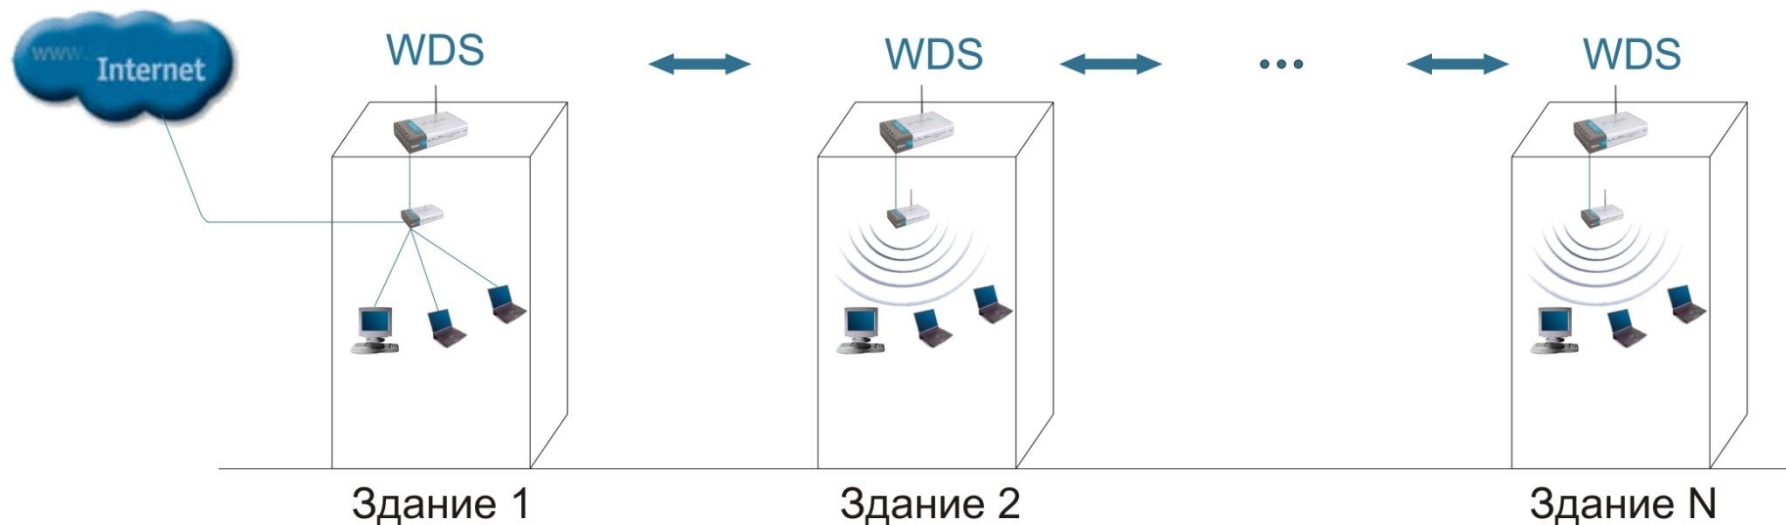 www.
Internet
WDS
WDS
...
WDS
Здание 1
Здание 2
Здание N